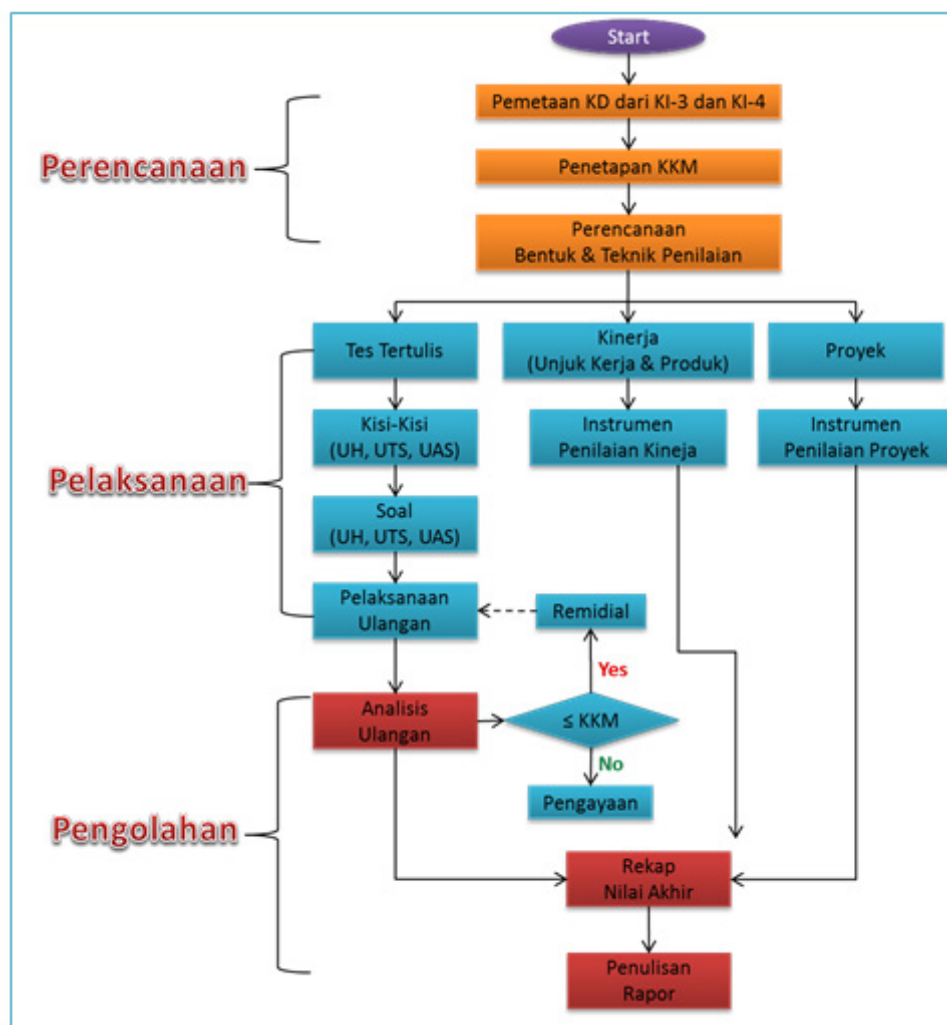 Start
Pemetaan KD dari KI-3 dan KI-4
Perencanaan
Penetapan KKM
Perencanaan
Bentuk & Teknik Penilaian
Tes Tertulis
Kinerja
(Unjuk Kerja & Produk)
Proyek
Kisi-Kisi
(UH, UTS, UAS)
Instrumen
Penilaian Kineja
Instrumen
Penilaian Proyek
Pelaksanaan
Soal
(UH, UTS, UAS)
Pelaksanaan
Ulangan
Remidial
Yes
Analisis
Ulangan
≤ KKM
No
Pengayaan
Pengolahan
Rekap
Nilai Akhir
Penulisan
Rapor